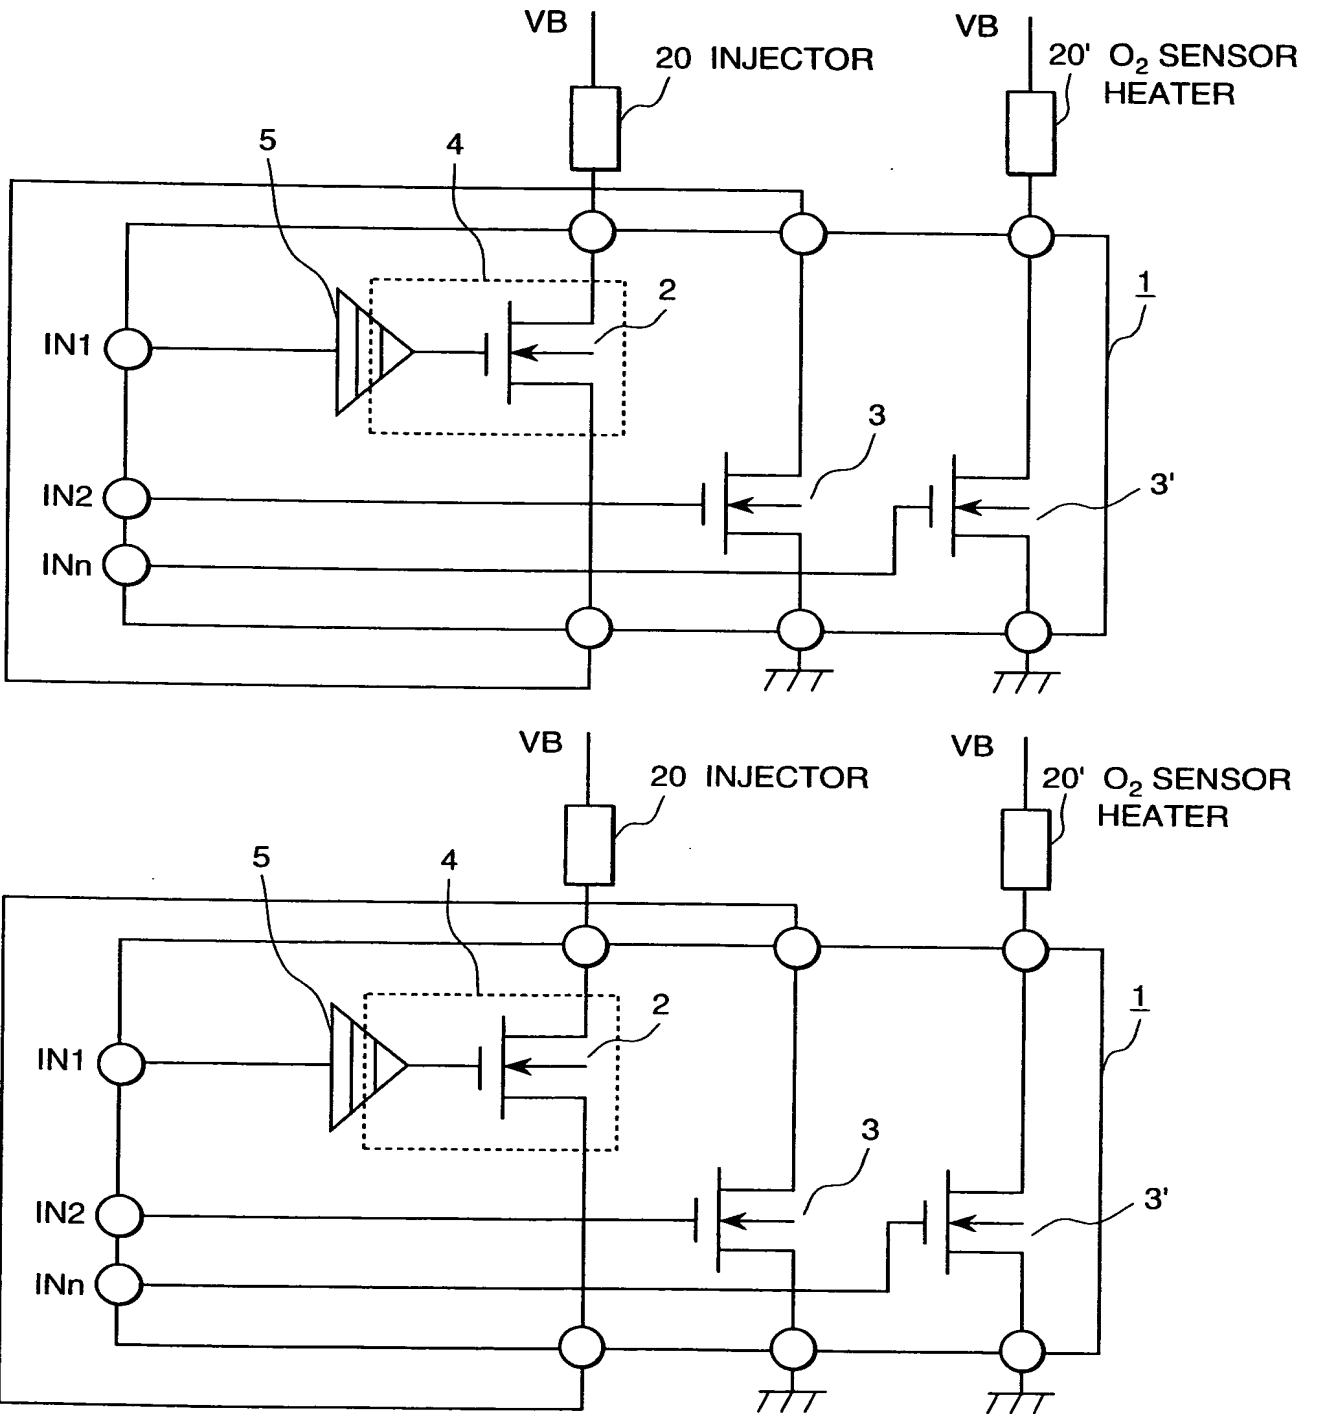 VB
VB
20 INJECTOR
20' O₂ SENSOR
HEATER
5
4
2
1
IN1
3
IN2
3'
INn
VB
VB
20 INJECTOR
20' O₂ SENSOR
HEATER
5
4
2
1
IN1
3
IN2
3'
INn